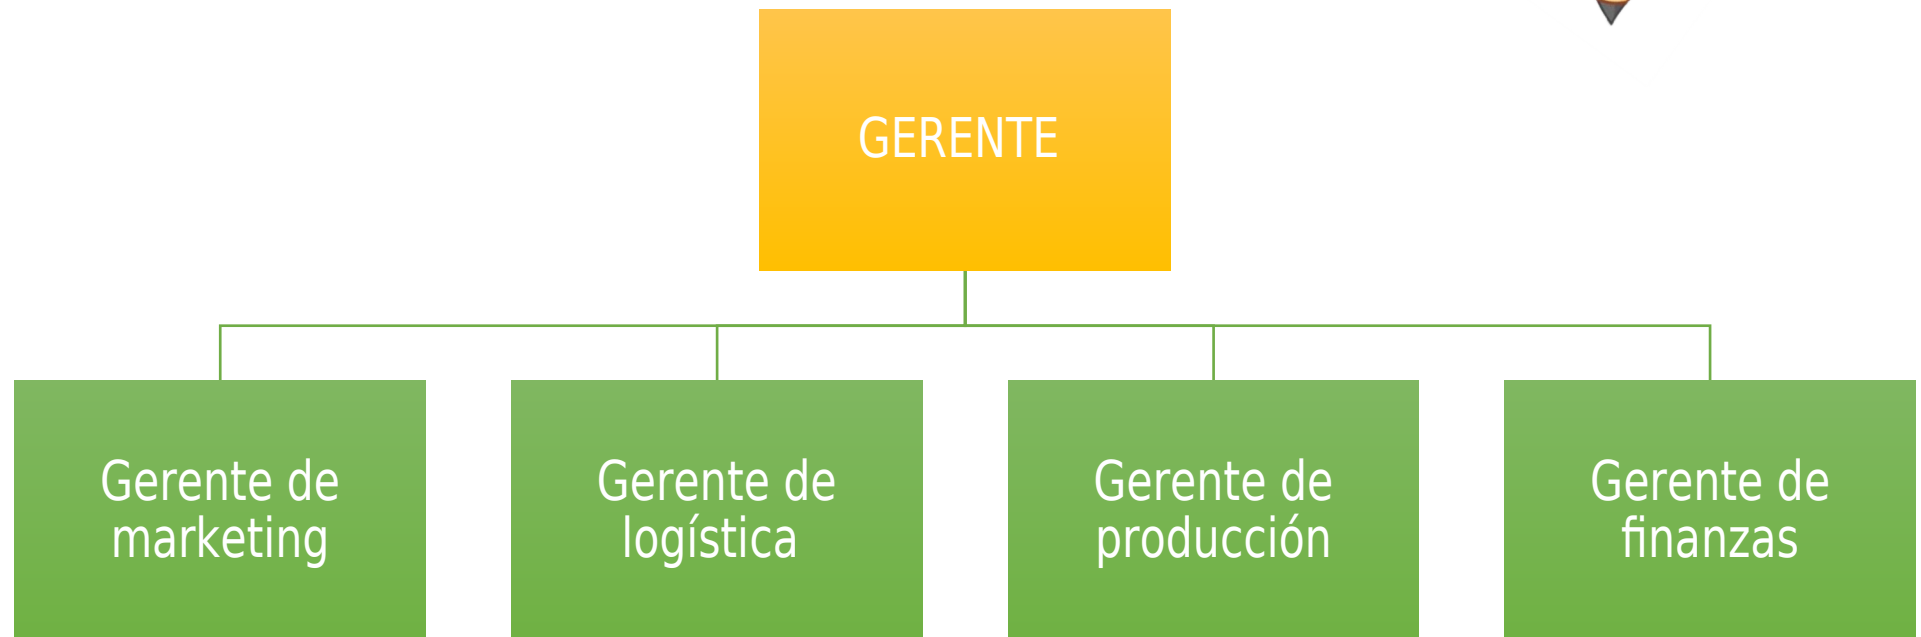 GERENTE
Gerente de
marketing
Gerente de
logística
Gerente de
producción
Gerente de
finanzas